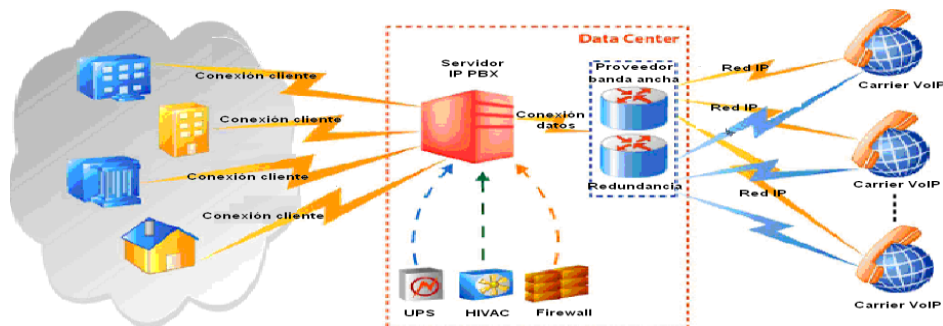 Data Center
Servidor
IP PBX
Proveedor
banda ancha
Conexión cliente
Conexión cliente
Conexión cliente
Conexión cliente
Conexión
datos
Redundancia
Red IP
Red IP
Red IP
Carrier VoIP
Carrier VoIP
Carrier VoIP
UPS
HIVAC
Firewall